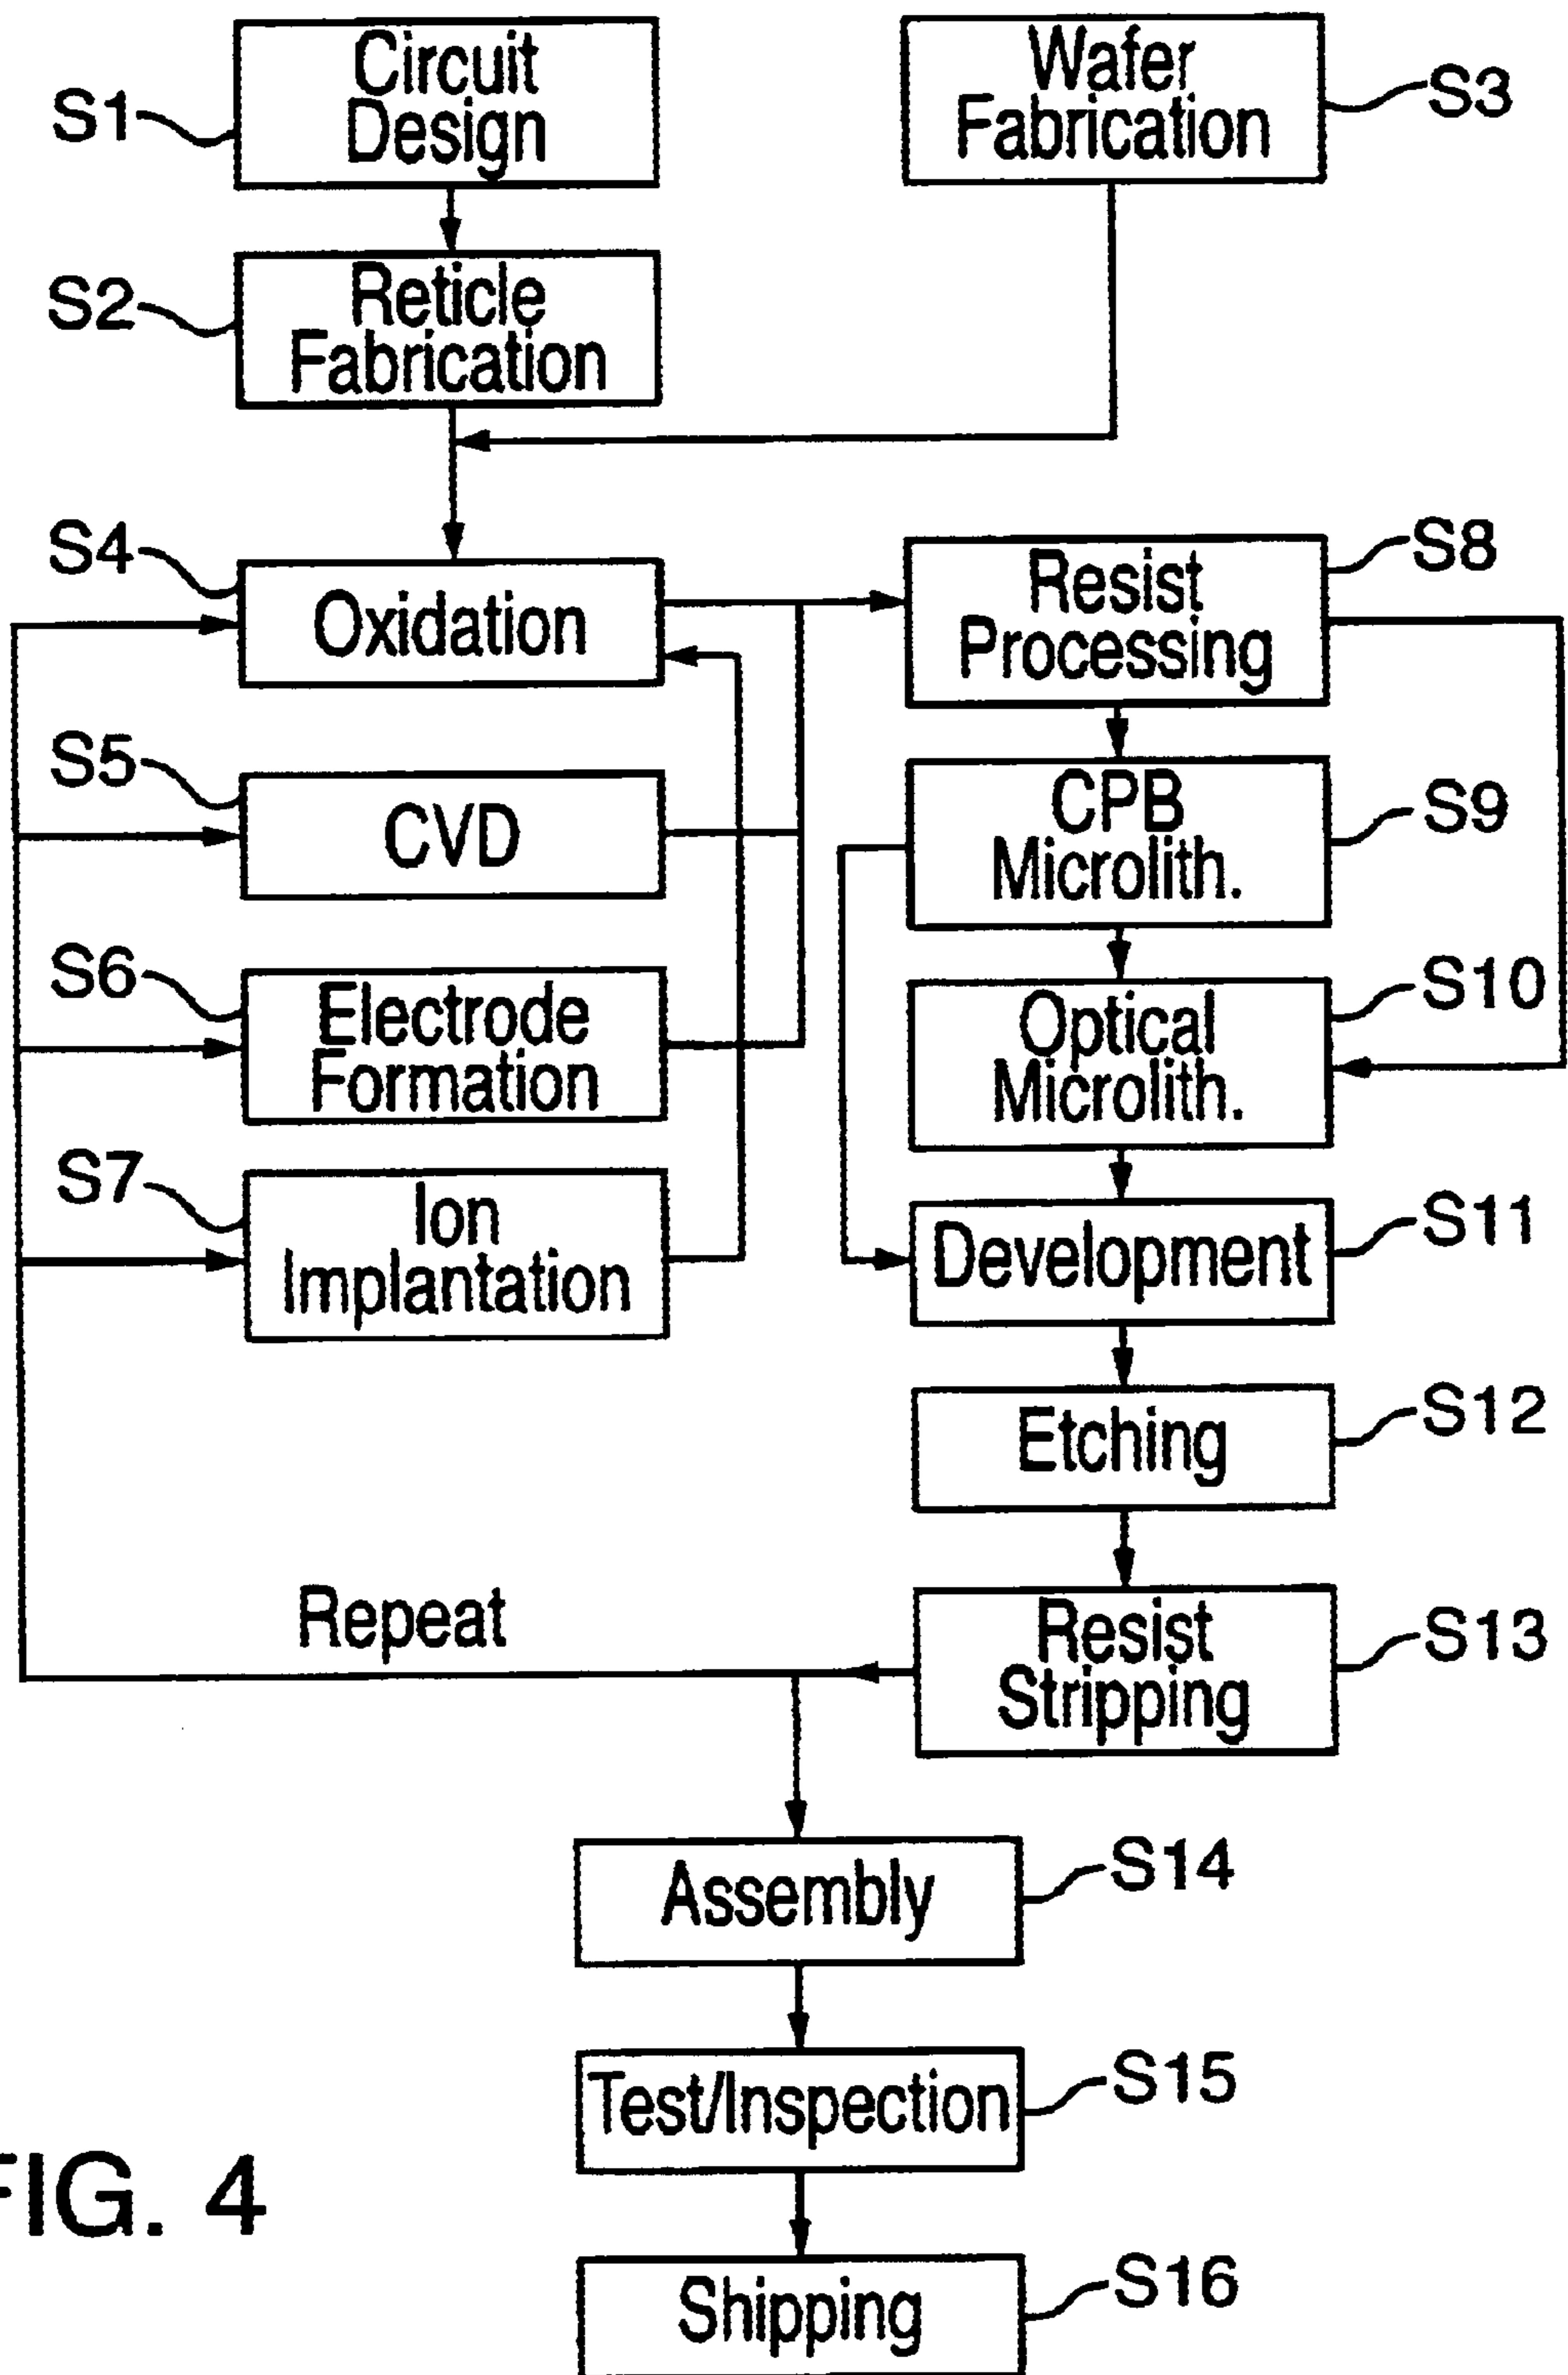 S1
Circuit
Design
Wafer
Fabrication
S3
S2
Reticle
Fabrication
S4
Oxidation
Resist
Processing
S8
S5
CVD
CPB
Microlith.
S9
S6
Electrode
Formation
Optical
Microlith.
S10
S7
Ion
Implantation
Development
S11
Etching
S12
Repeat
Resist
Stripping
S13
Assembly
S14
Test/Inspection
S15
FIG. 4
Shipping
S16